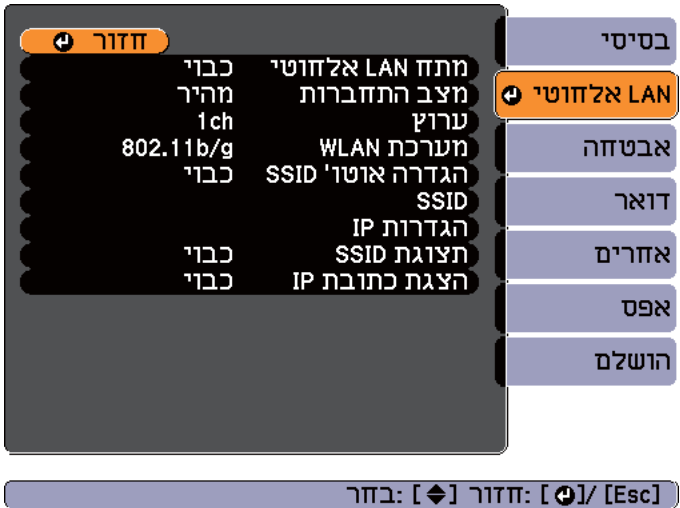 בסיסי
LAN אלחוטי
אבטחה
דואר
אחרים
אפס
הושלם
חזור
מתח LAN אלחוטי כבוי
מצב התחברות מהיר
ערוץ 1ch
מערכת WLAN 802.11b/g
הגדרה אוטו' SSID כבוי
SSID
הגדרות IP
תצוגת SSID כבוי
הצגת כתובת IP כבוי
[Esc] /[ ]: חזור [ ]: בחר